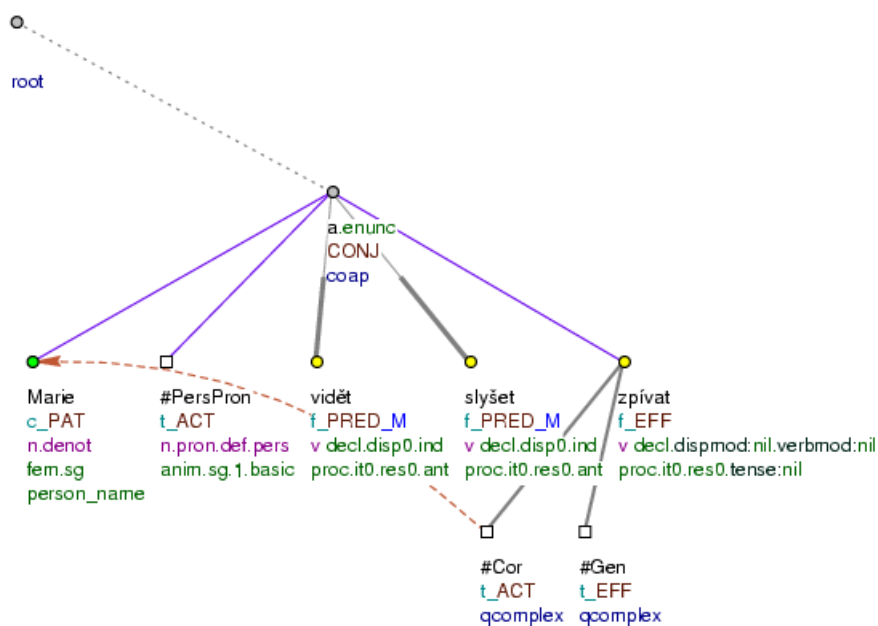 root
a.enunc
CONJ
coap
Marie #PersPron vidět slyšet zpívat
c_PAT t_ACT f_PRED_M f_PRED_M f_EFF
n.denot n.pron.def.pers v decl.disp0.ind v decl.disp0.ind v decl.dispmod:nil.verbmod:nil
fem.sg anim.sg.1.basic proc.it0.res0.ant proc.it0.res0.ant proc.it0.res0.tense:nil
person_name
#Cor #Gen
t_ACT t_EFF
qcomplex qcomplex